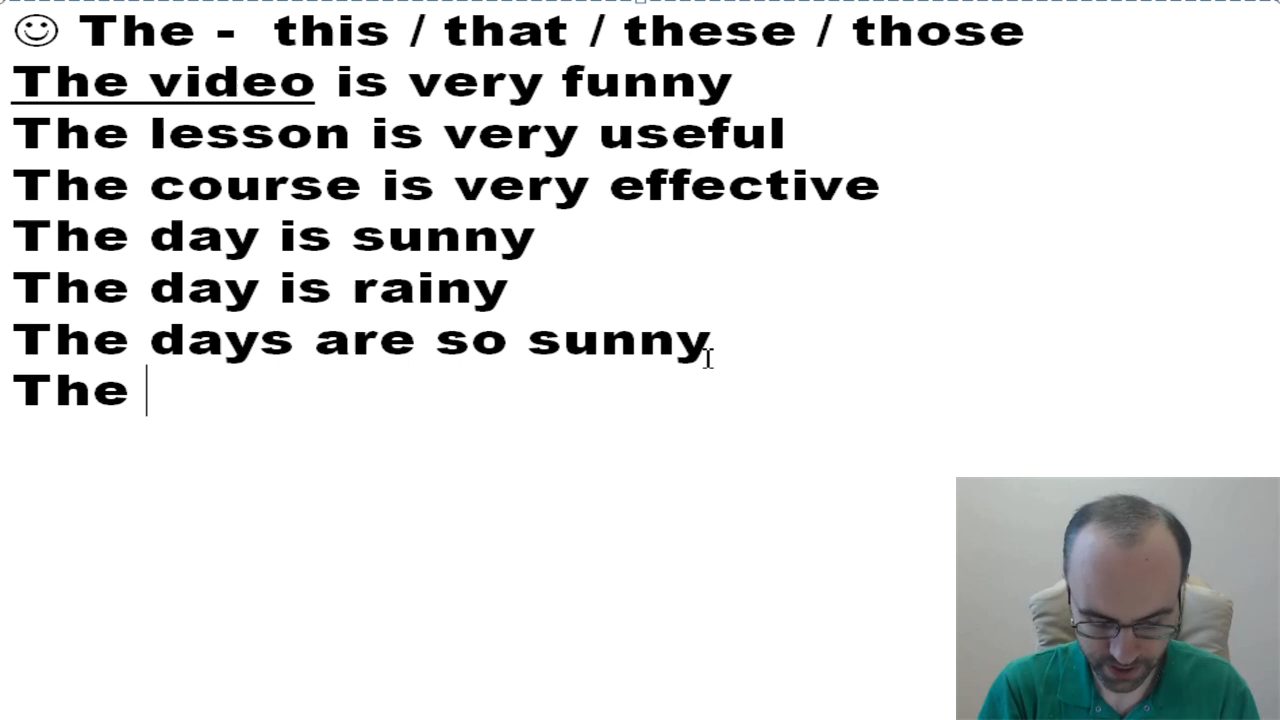 ☺ The - this / that / these / those
The video is very funny
The lesson is very useful
The course is very effective
The day is sunny
The day is rainy
The days are so sunny
The